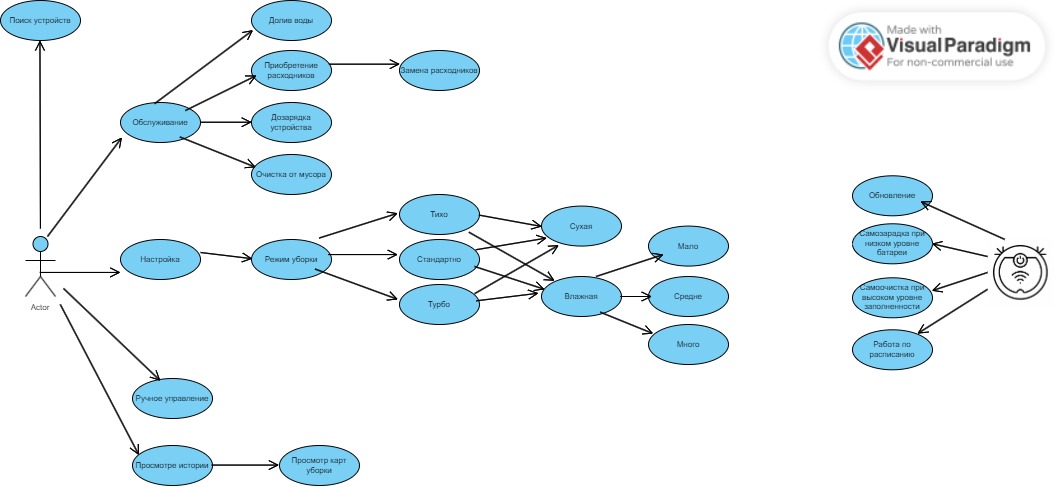 Made with
Visual Paradigm
For non-commercial use
Поиск устройств
Долив воды
Приобретение
расходников
Замена расходников
Обслуживание
Дозарядка
устройства
Очистка от мусора
Обновление
Самозарадка при
низком уровне
батареи
Самоочистка при
высоком уровне
заполненности
Работа по
расписанию
Тихо
Сухая
Мало
Настройка
Режим уборки
Стандартно
Влажная
Средне
Турбо
Много
Actor
Ручное управление
Просмотре истории
Просмотр карт
уборки